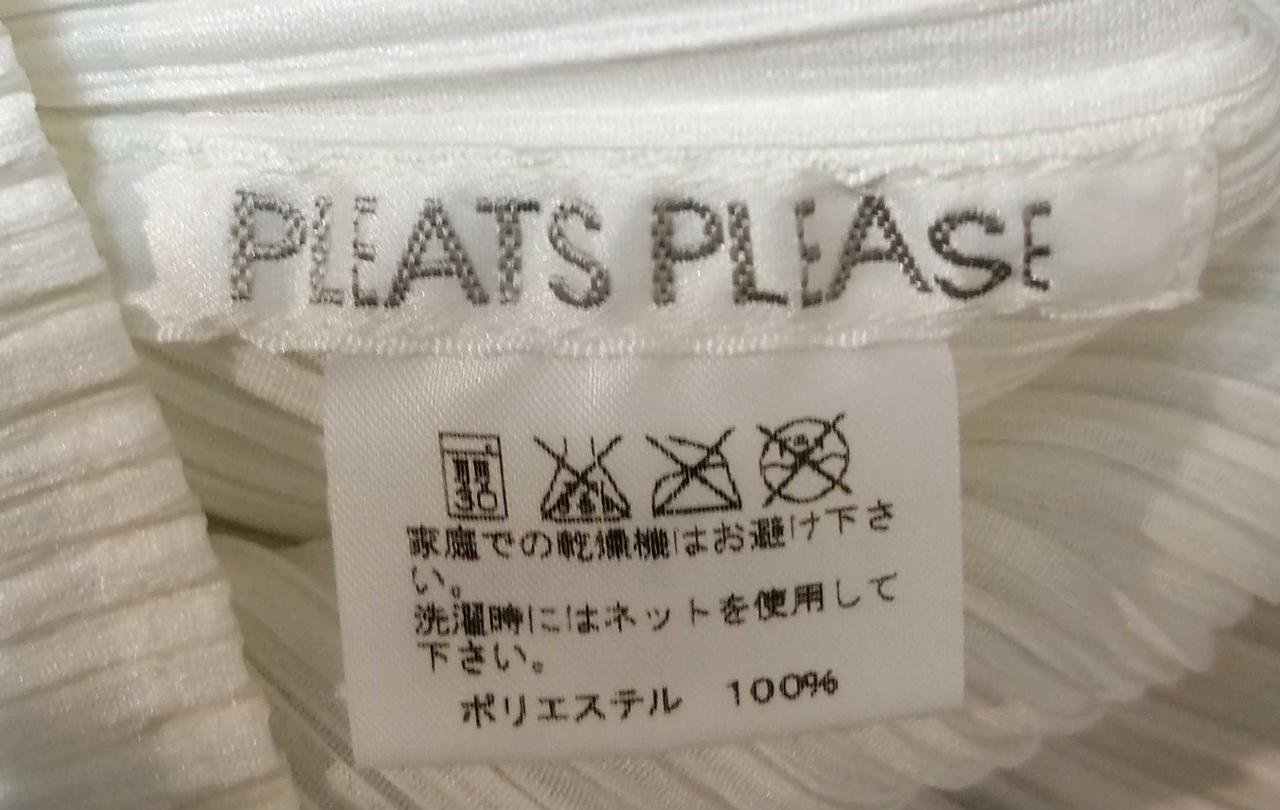 PLEATS PLEASE
30
家庭での乾燥機はお避け下さ
い。
洗濯時にはネットを使用して
下さい。
ポリエステル 100%